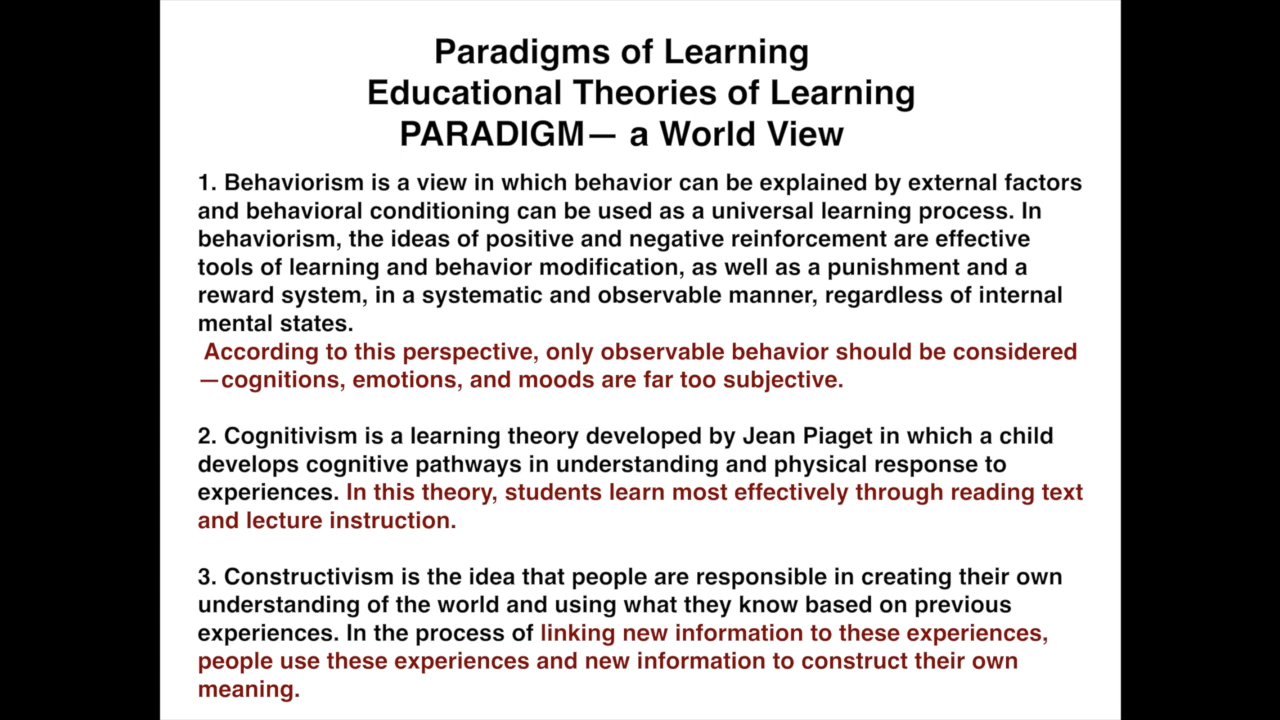 Paradigms of Learning
Educational Theories of Learning
PARADIGM— a World View
1. Behaviorism is a view in which behavior can be explained by external factors
and behavioral conditioning can be used as a universal learning process. In
behaviorism, the ideas of positive and negative reinforcement are effective
tools of learning and behavior modification, as well as a punishment and a
reward system, in a systematic and observable manner, regardless of internal
mental states.
According to this perspective, only observable behavior should be considered
—cognitions, emotions, and moods are far too subjective.
2. Cognitivism is a learning theory developed by Jean Piaget in which a child
develops cognitive pathways in understanding and physical response to
experiences. In this theory, students learn most effectively through reading text
and lecture instruction.
3. Constructivism is the idea that people are responsible in creating their own
understanding of the world and using what they know based on previous
experiences. In the process of linking new information to these experiences,
people use these experiences and new information to construct their own
meaning.